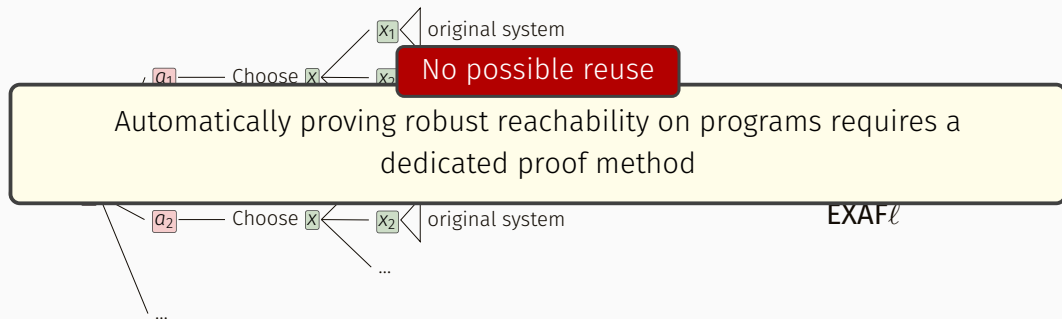 x₁ original system
No possible reuse
a₁ Choose x x₂
Automatically proving robust reachability on programs requires a
dedicated proof method
a₂ Choose x x₂ original system
EXAFℓ
...
...